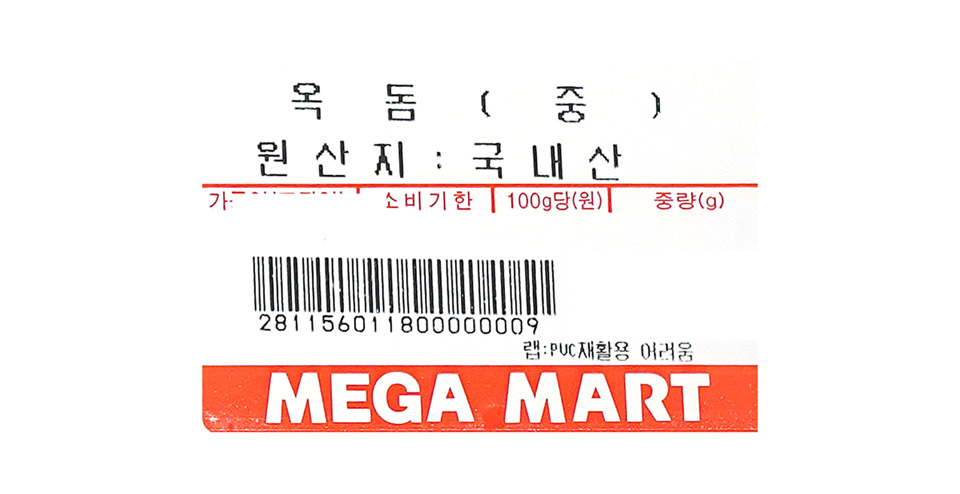 옥돔(중)
원산지:국내산
소비기한 100g당(원) 중량(g)
2811560118000000009
랩:PVC재활용 어려움
MEGA MART